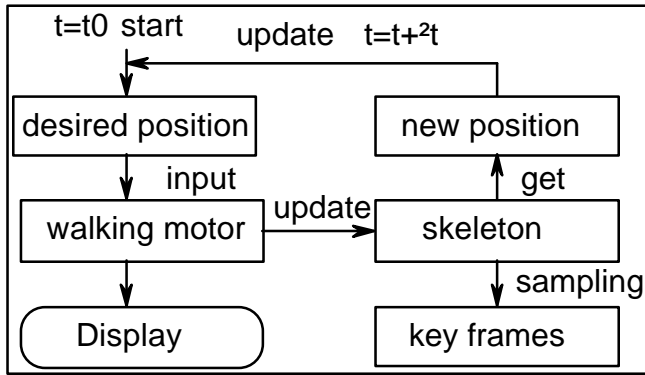 t=t0 start
update t=t+²t
desired position
new position
input
get
walking motor
update
skeleton
sampling
Display
key frames